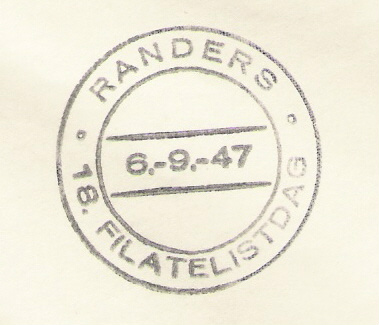 RANDERS
6.-9.-47
18. FILATELISTDAG